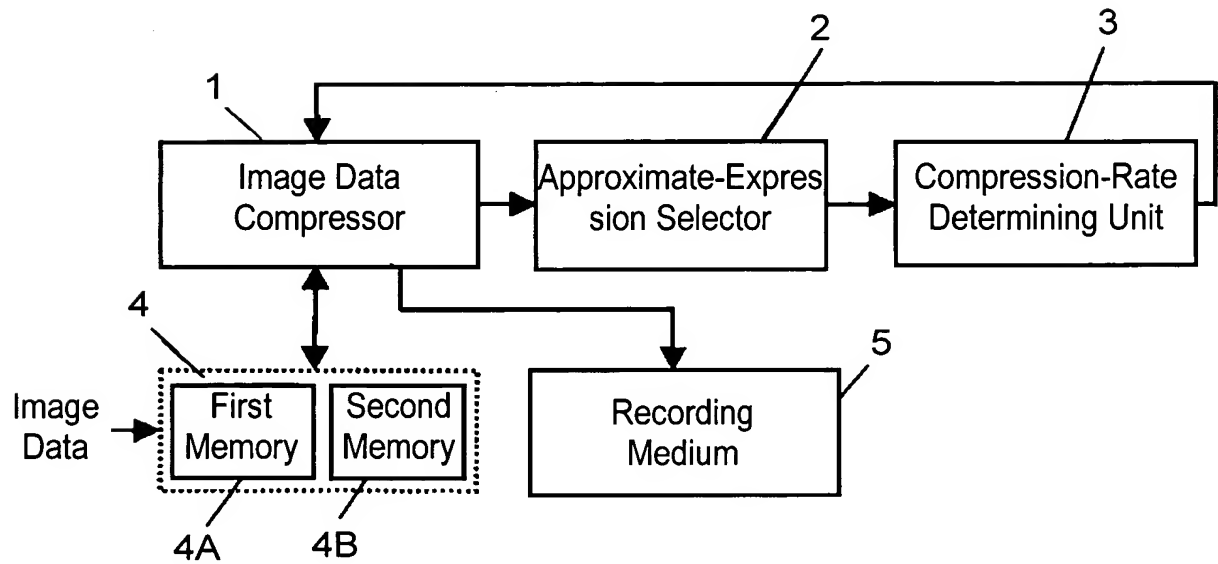 2
3
1
Image Data
Compressor
Approximate-Expres
sion Selector
Compression-Rate
Determining Unit
4
5
Image
Data
First
Memory
Second
Memory
Recording
Medium
4A
4B